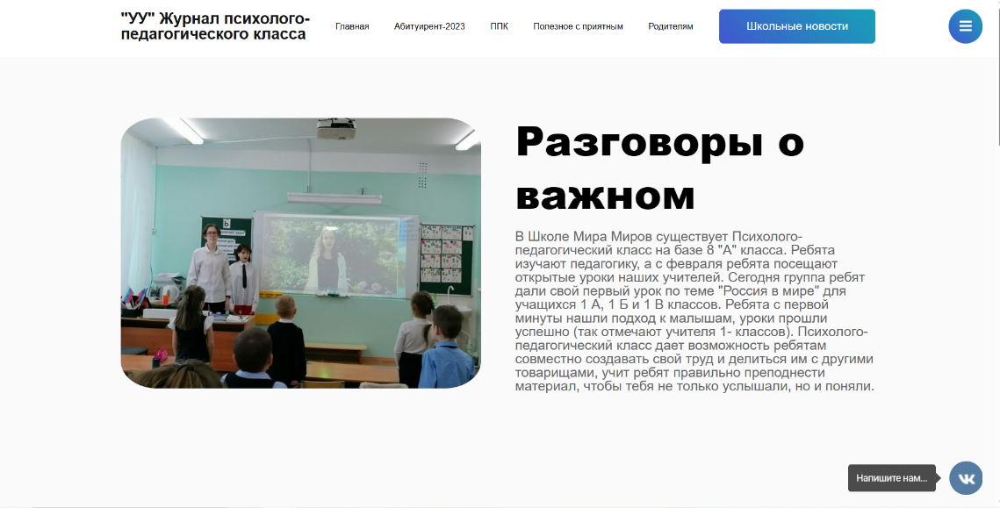 "УУ" Журнал психолого-
педагогического класса
Главная
Абитуирент-2023
ППК
Полезное с приятным
Родителям
Школьные новости
Разговоры о
важном
В Школе Мира Миров существует Психолого-
педагогический класс на базе 8 "А" класса. Ребята
изучают педагогику, а с февраля ребята посещают
открытые уроки наших учителей. Сегодня группа ребят
дали свой первый урок по теме "Россия в мире" для
учащихся 1 А, 1 Б и 1 В классов. Ребята с первой
минуты нашли подход к малышам, уроки прошли
успешно (так отмечают учителя 1- классов). Психолого-
педагогический класс дает возможность ребятам
совместно создавать свой труд и делиться им с другими
товарищами, учит ребят правильно преподнести
материал, чтобы тебя не только услышали, но и поняли.
Напишите нам...